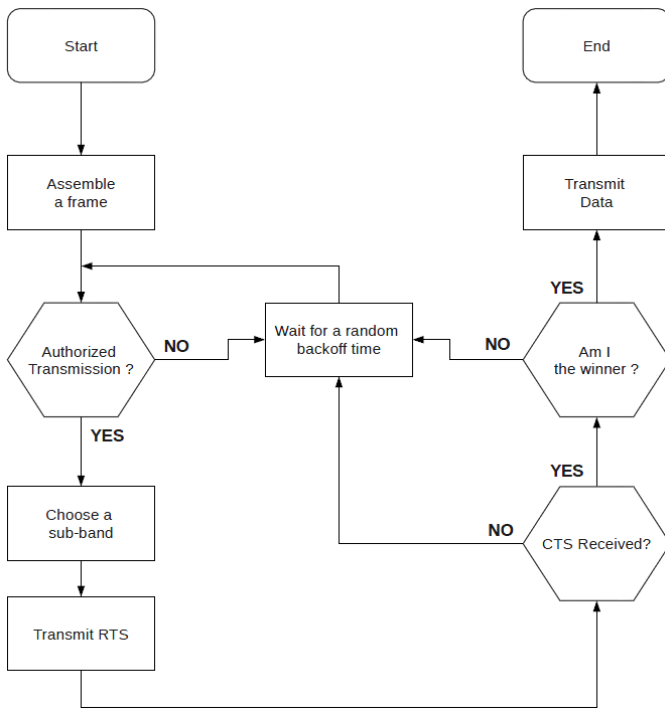 Start
End
Assemble
a frame
Transmit
Data
YES
Authorized
Transmission ?
NO
Wait for a random
backoff time
NO
Am I
the winner ?
YES
YES
Choose a
sub-band
NO
CTS Received?
Transmit RTS